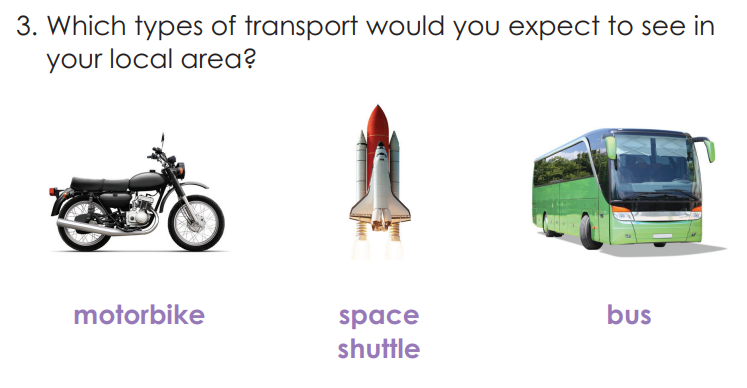 3. Which types of transport would you expect to see in
your local area?
motorbike
space
shuttle
bus